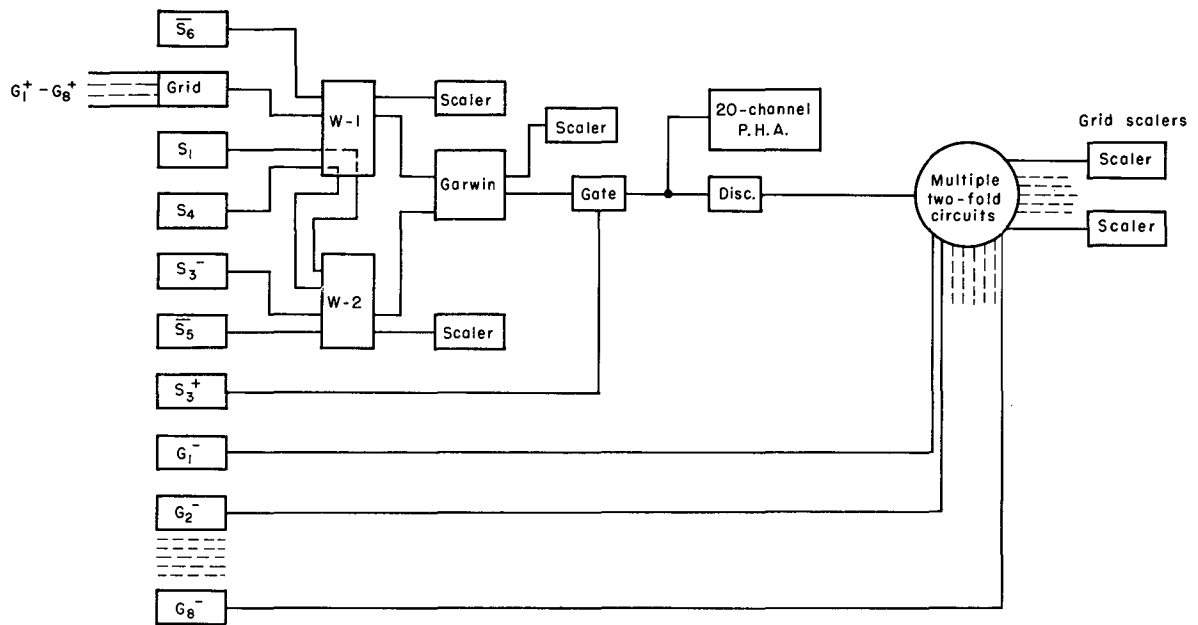 S̅6
G1+ – G8+
Grid
S1
S4
S3−
S̅5
S3+
G1−
G2−
G8−
W-1
W-2
Scaler
Scaler
Garwin
Scaler
Gate
20-channel
P.H.A.
Disc.
Multiple
two-fold
circuits
Grid scalers
Scaler
Scaler